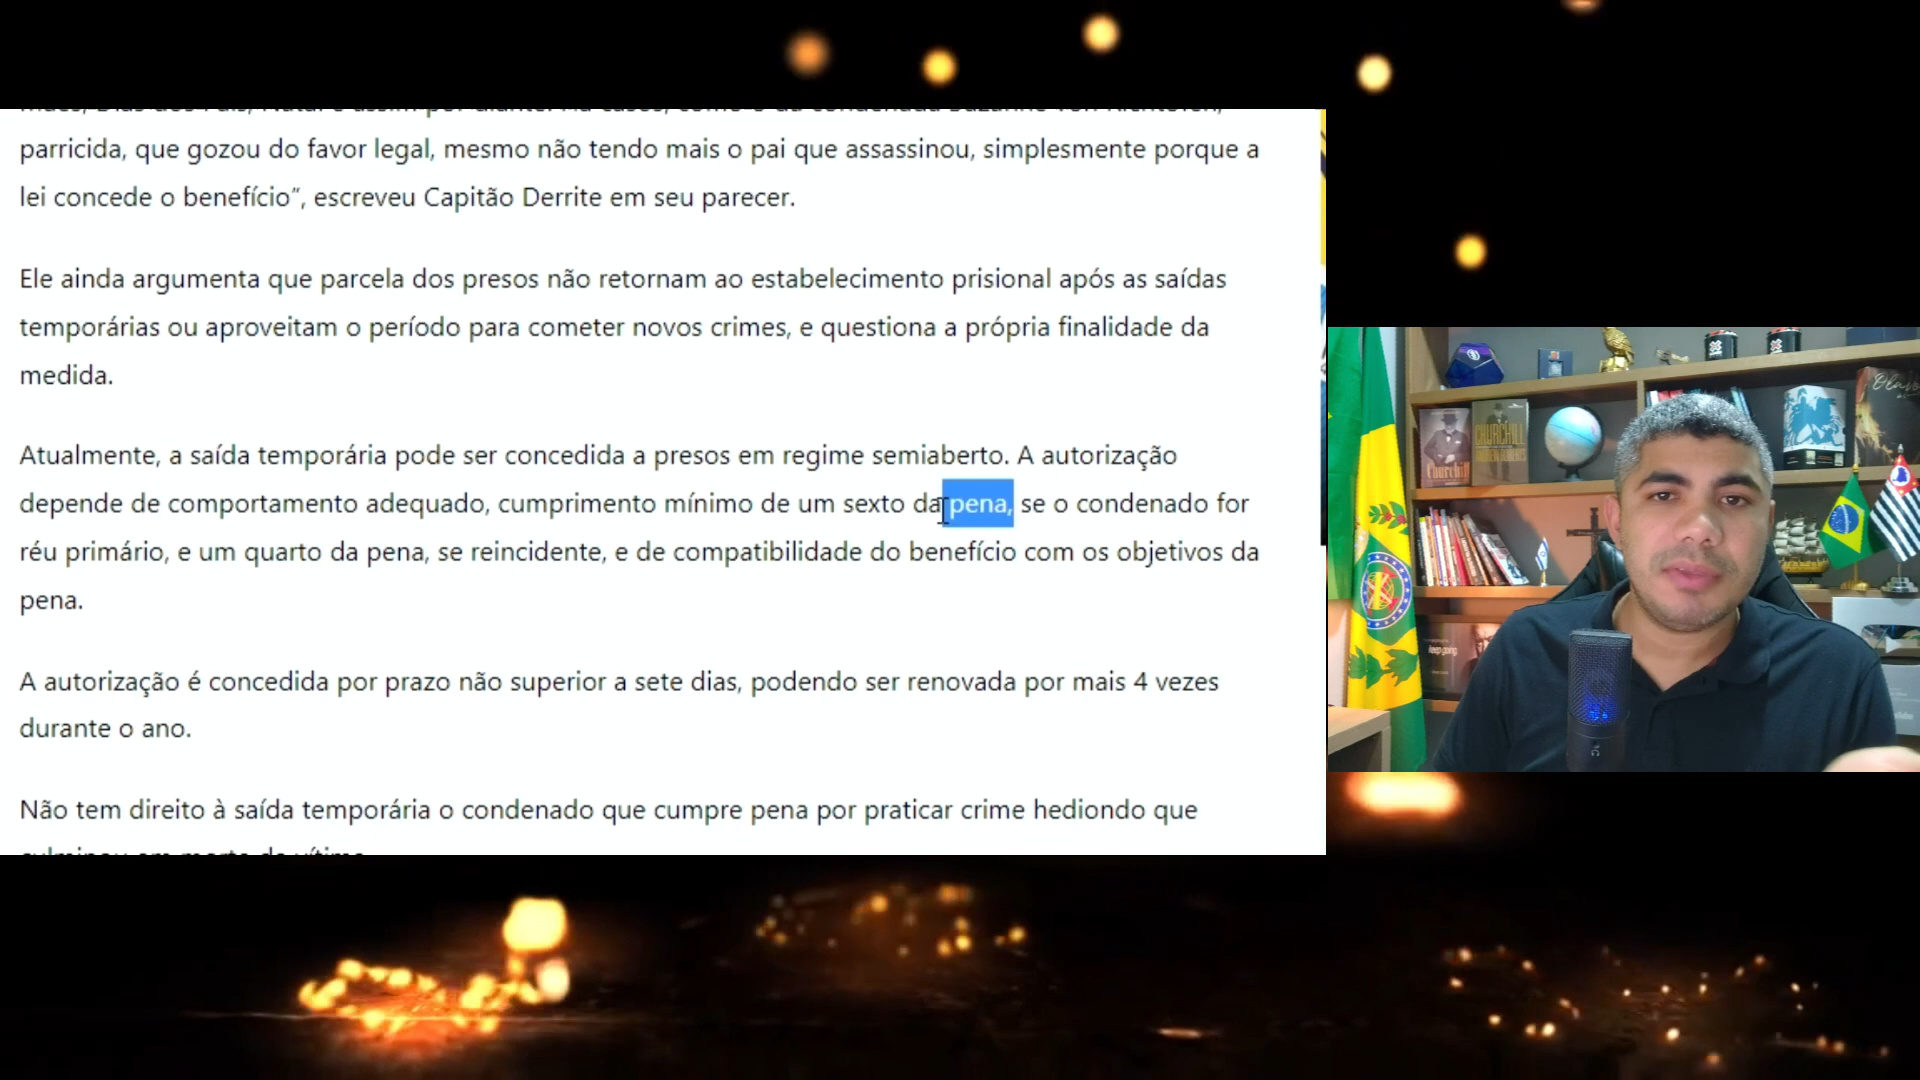 parricida, que gozou do favor legal, mesmo não tendo mais o pai que assassinou, simplesmente porque a
lei concede o benefício”, escreveu Capitão Derrite em seu parecer.
Ele ainda argumenta que parcela dos presos não retornam ao estabelecimento prisional após as saídas
temporárias ou aproveitam o período para cometer novos crimes, e questiona a própria finalidade da
medida.
Atualmente, a saída temporária pode ser concedida a presos em regime semiaberto. A autorização
depende de comportamento adequado, cumprimento mínimo de um sexto da pena, se o condenado for
réu primário, e um quarto da pena, se reincidente, e de compatibilidade do benefício com os objetivos da
pena.
A autorização é concedida por prazo não superior a sete dias, podendo ser renovada por mais 4 vezes
durante o ano.
Não tem direito à saída temporária o condenado que cumpre pena por praticar crime hediondo que
Churchill
CHURCHILL
keep going